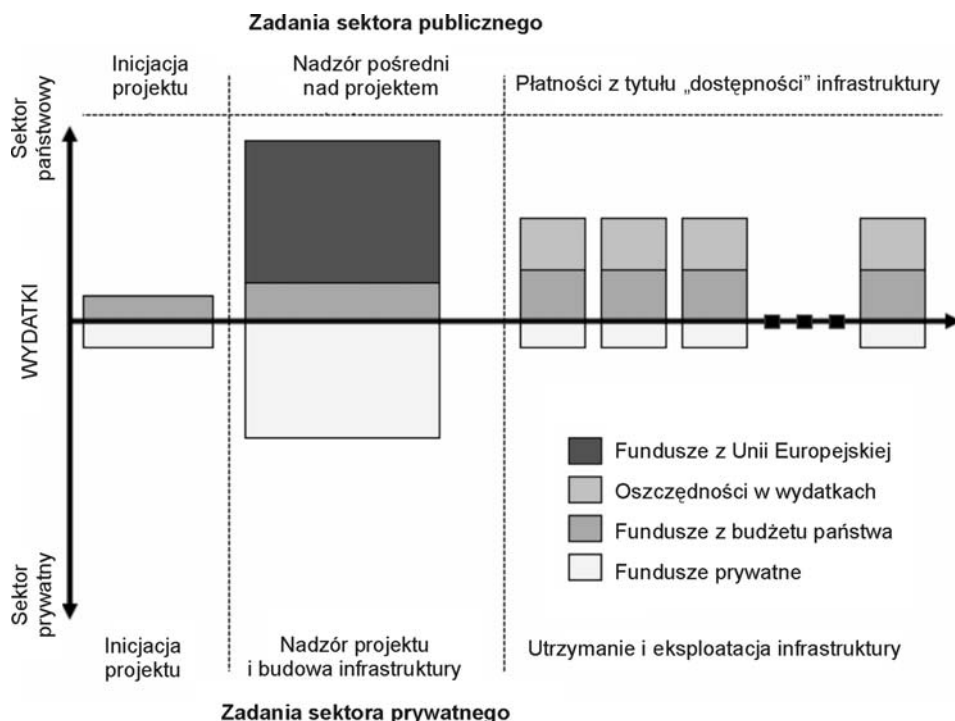 Zadania sektora publicznego
Inicjacja
projektu
Nadzór pośredni
nad projektem
Płatności z tytułu „dostępności” infrastruktury
Sektor
państwowy
WYDATKI
Sektor
prywatny
Fundusze z Unii Europejskiej
Oszczędności w wydatkach
Fundusze z budżetu państwa
Fundusze prywatne
Inicjacja
projektu
Nadzór projektu
i budowa infrastruktury
Utrzymanie i eksploatacja infrastruktury
Zadania sektora prywatnego